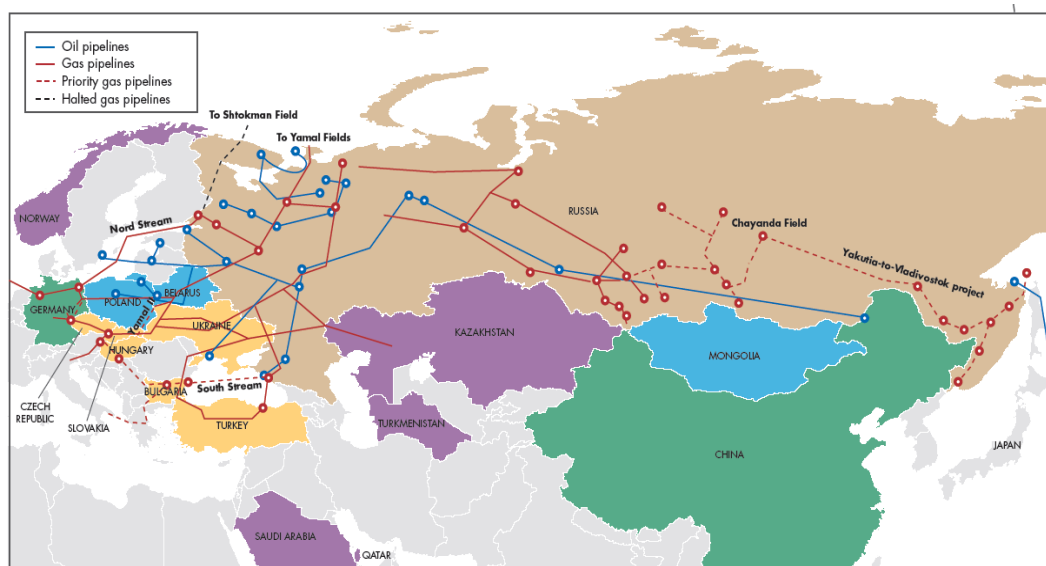 Oil pipelines
Gas pipelines
Priority gas pipelines
Halted gas pipelines
To Shtokman Field
To Yamal Fields
NORWAY
RUSSIA
Nord Stream
Chayanda Field
Yakutia-to-Vladivostok project
GERMANY
POLAND
BELARUS
Yamal II
UKRAINE
KAZAKHSTAN
HUNGARY
MONGOLIA
BULGARIA
South Stream
CZECH
REPUBLIC
SLOVAKIA
TURKEY
TURKMENISTAN
JAPAN
CHINA
SAUDI ARABIA
QATAR